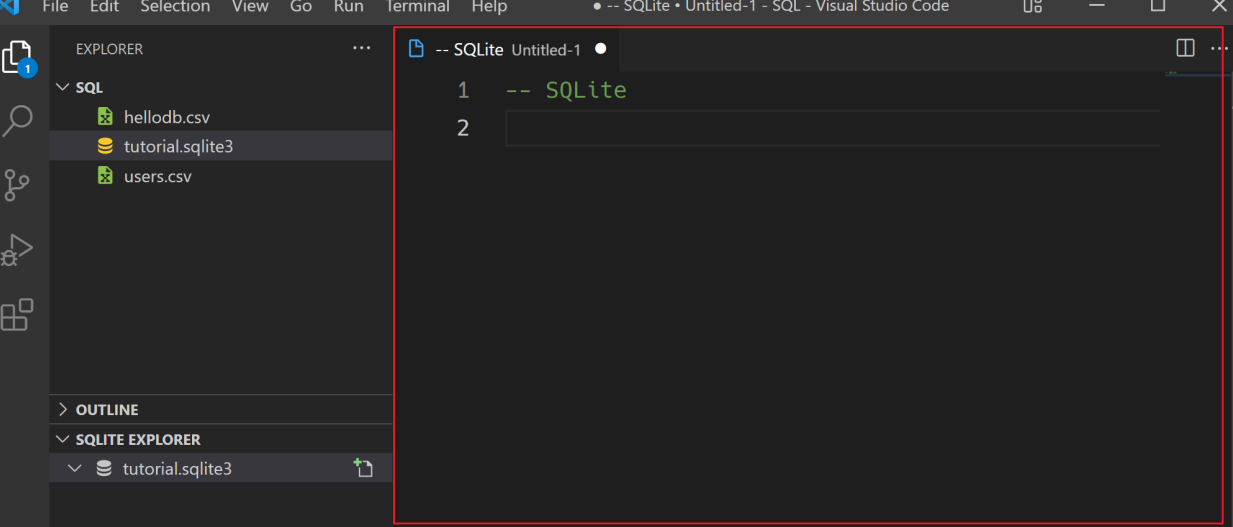 File Edit Selection View Go Run Terminal Help ● -- SQLite • Untitled-1 - SQL - Visual Studio Code
EXPLORER ···
1
SQL
hellodb.csv
tutorial.sqlite3
users.csv
OUTLINE
SQLITE EXPLORER
tutorial.sqlite3
-- SQLite Untitled-1 ●
1 -- SQLite
2